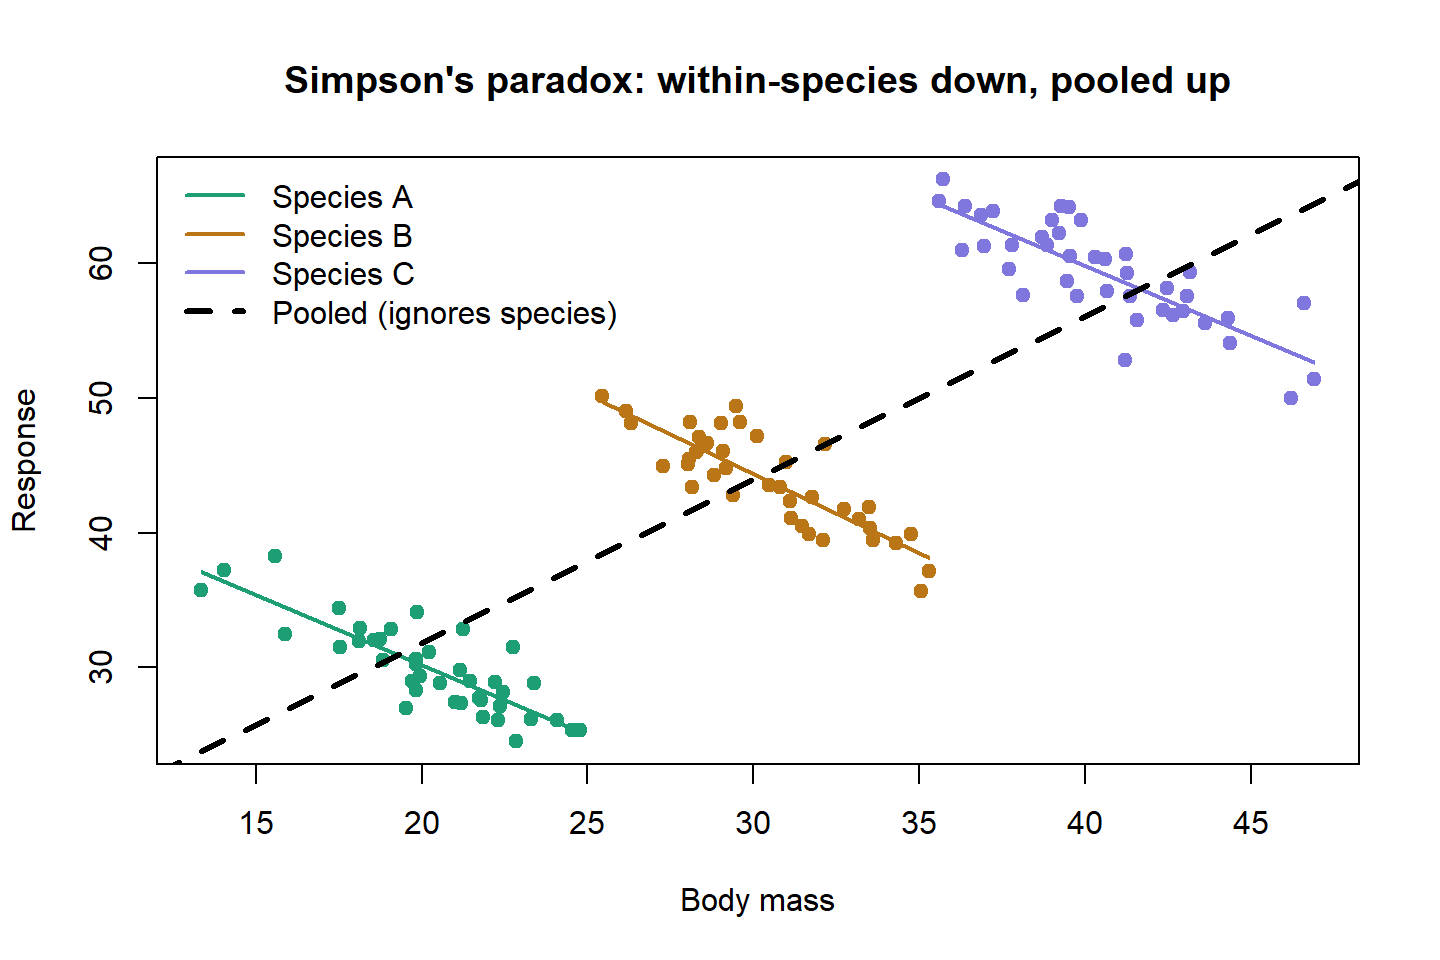 Simpson's paradox: within-species down, pooled up
Species A
Species B
Species C
Pooled (ignores species)
Response
60
50
40
30
15 20 25 30 35 40 45
Body mass